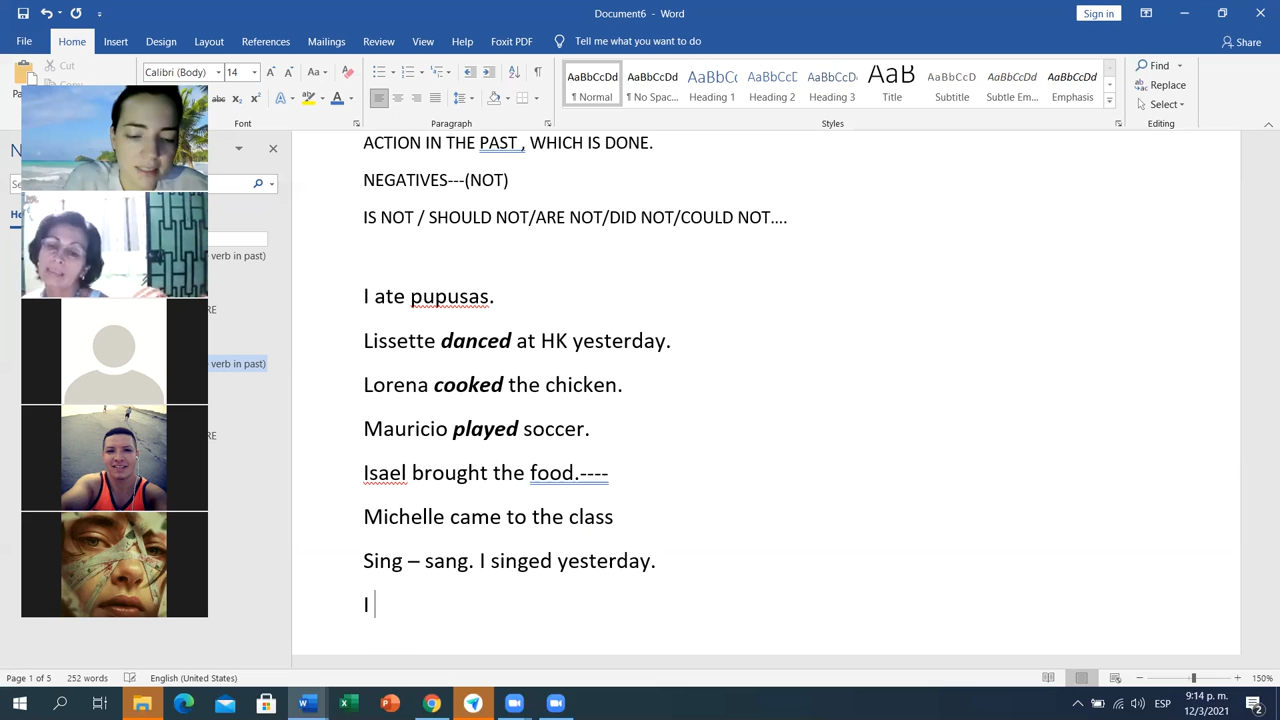 Document6 - Word
Sign in
File Home Insert Design Layout References Mailings Foxit PDF Tell me what you want to do Share
Cut
Calibri (Body) 14
Font
Paragraph
AaBbCcDd AaBbCcDd AaBbCc AaBbCcD AaBbCcD AaB AaBbCcD AaBbCcDd AaBbCcDd
¶ Normal ¶ No Spac... Heading 1 Heading 2 Heading 3 Title Subtitle Subtle Em... Emphasis
Styles
Find
Replace
Select
Editing
verb in past)
RE
verb in past)
RE
ACTION IN THE PAST , WHICH IS DONE.
NEGATIVES---(NOT)
IS NOT / SHOULD NOT/ARE NOT/DID NOT/COULD NOT....
I ate pupusas.
Lissette danced at HK yesterday.
Lorena cooked the chicken.
Mauricio played soccer.
Isael brought the food.----
Michelle came to the class
Sing – sang. I singed yesterday.
I
Page 1 of 5 252 words English (United States) 150%
ESP
9:14 p. m.
12/3/2021
2